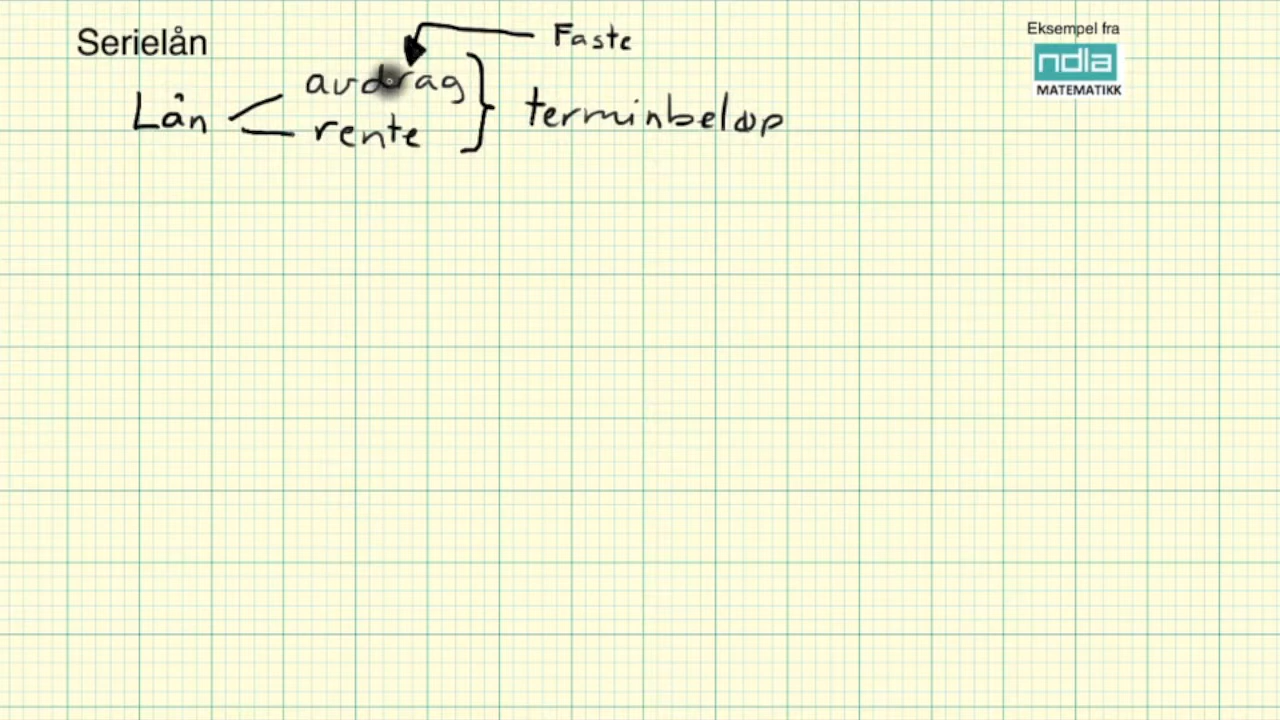 Serielån
Faste
Eksempel fra
ndla
MATEMATIKK
avdrag
Lån
rente
terminbeløp